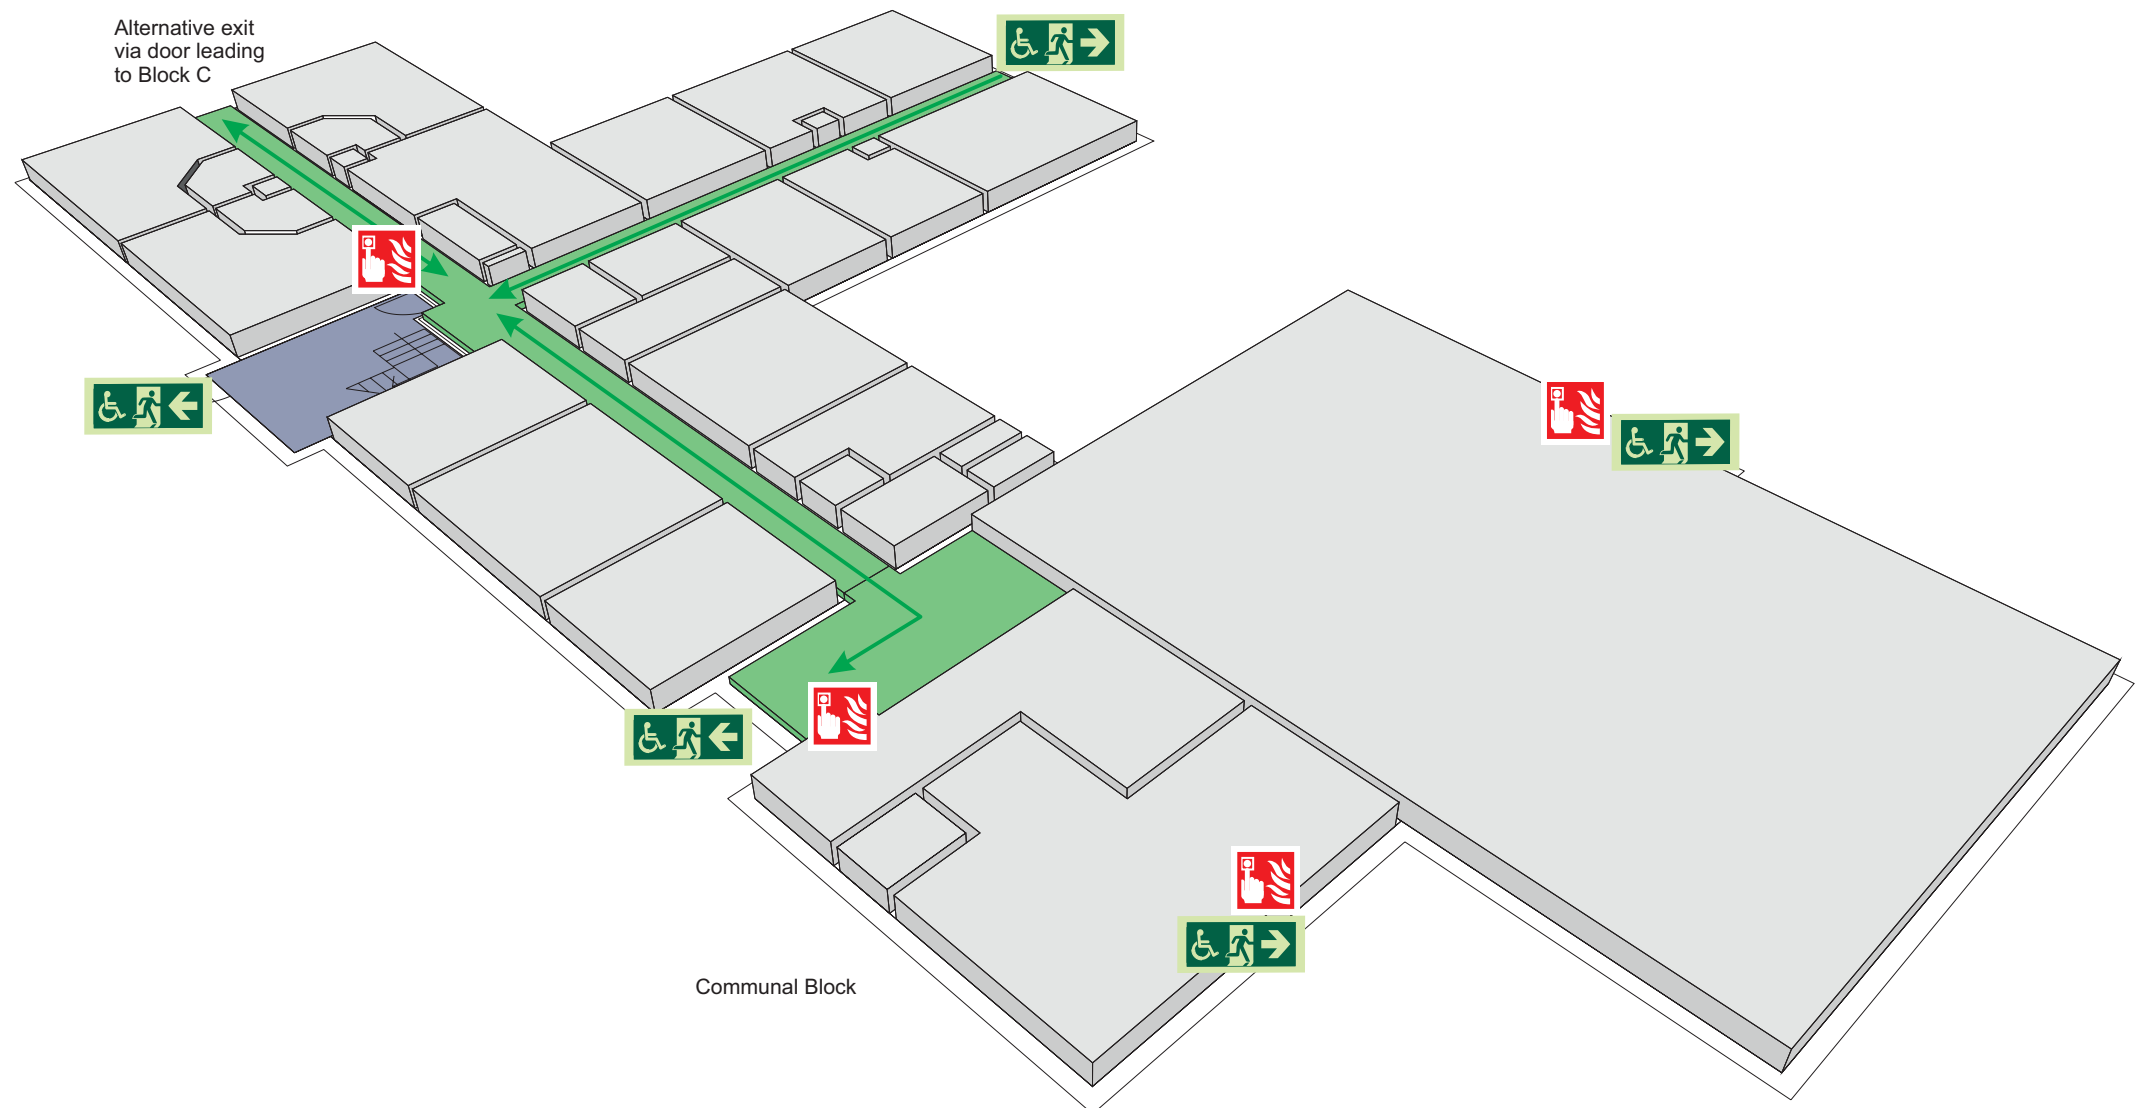 Alternative exit
via door leading
to Block C
Communal Block